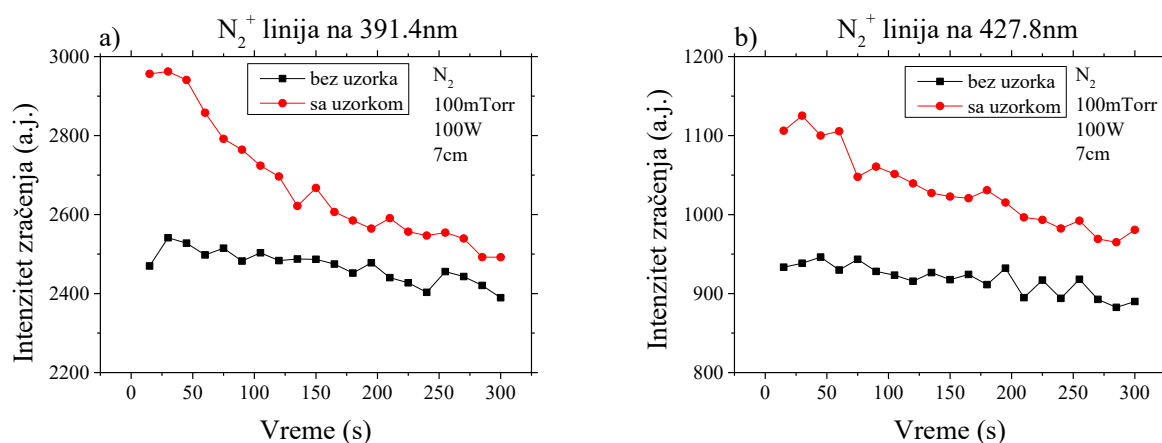 a)
N₂⁺ linija na 391.4nm
3000
2800
2600
2400
2200
Intenzitet zračenja (a.j.)
bez uzorka
sa uzorkom
N₂
100mTorr
100W
7cm
0 50 100 150 200 250 300
Vreme (s)
b)
N₂⁺ linija na 427.8nm
1200
1100
1000
900
800
Intenzitet zračenja (a.j.)
bez uzorka
sa uzorkom
N₂
100mTorr
100W
7cm
0 50 100 150 200 250 300
Vreme (s)